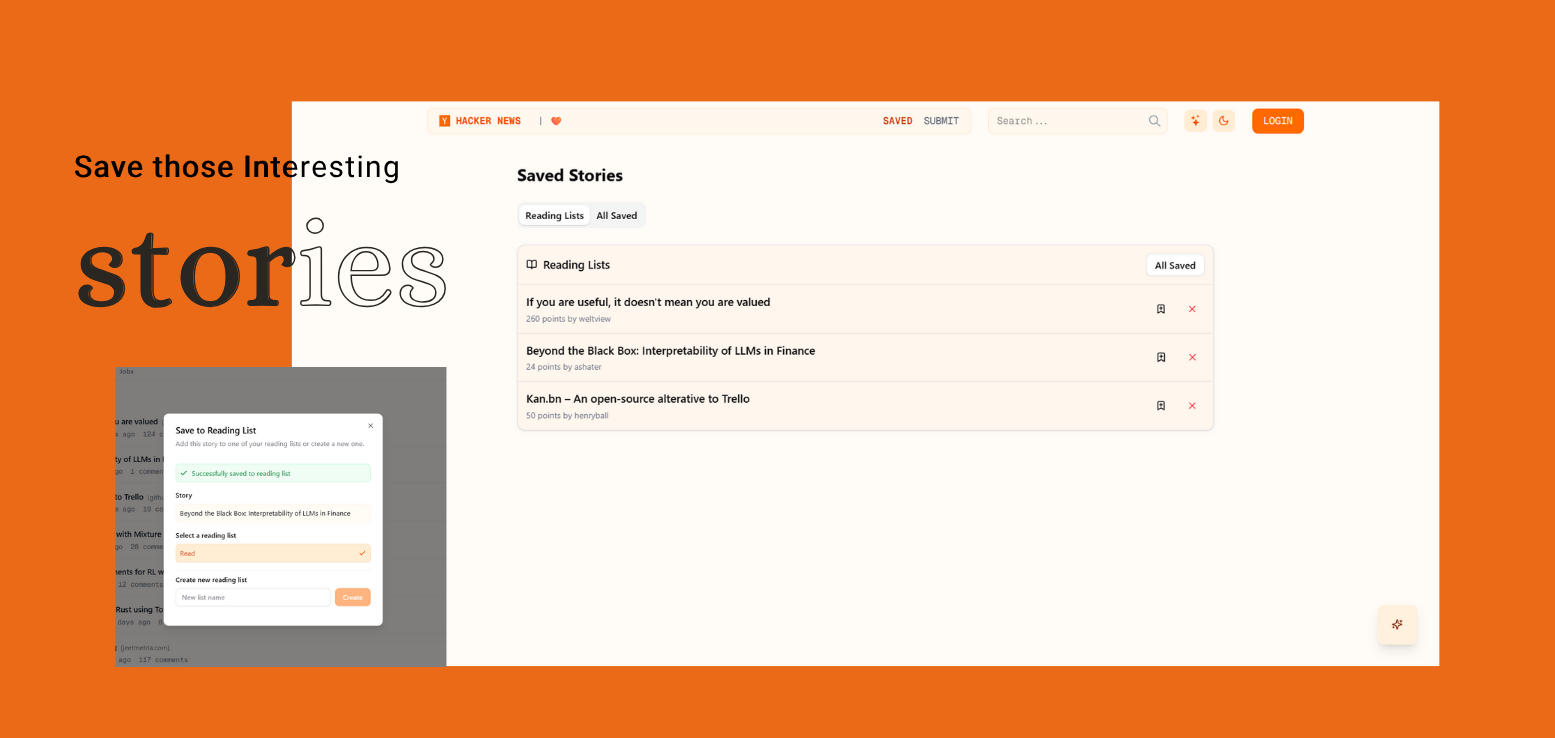 Save those Interesting
stories
Y HACKER NEWS |
SAVED SUBMIT
Search...
LOGIN
Saved Stories
Reading Lists All Saved
Reading Lists
All Saved
If you are useful, it doesn't mean you are valued
260 points by weltview
Beyond the Black Box: Interpretability of LLMs in Finance
24 points by ashater
Kan.bn – An open-source alterative to Trello
50 points by henryball
Jobs
u are valued
s ago 124 c
ty of LLMs in
go 1 commen
to Trello (gith
s ago 19 co
with Mixture
go 26 comme
ments for RL w
12 comments
Rust using To
days ago 8
(jeetmehta.com)
ago 117 comments
Save to Reading List
Add this story to one of your reading lists or create a new one.
Successfully saved to reading list
Story
Beyond the Black Box: Interpretability of LLMs in Finance
Select a reading list
Read
Create new reading list
New list name
Create